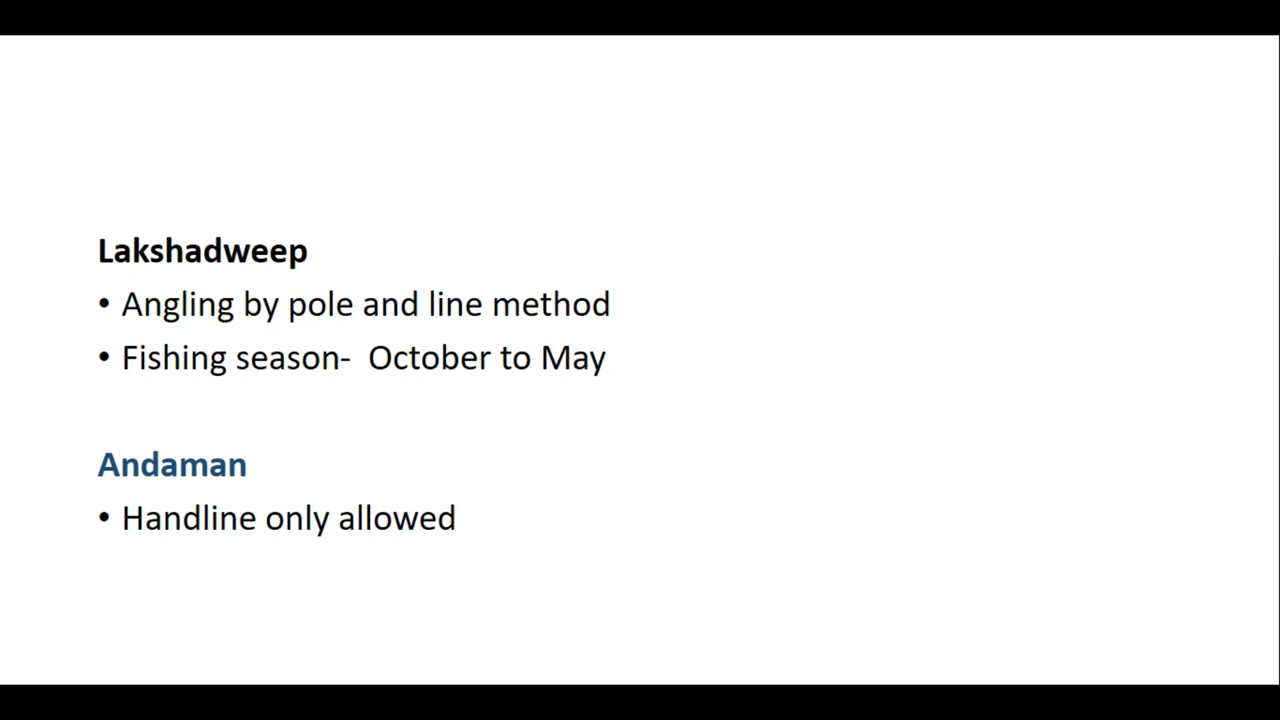 Lakshadweep
• Angling by pole and line method
• Fishing season-  October to May
Andaman
• Handline only allowed